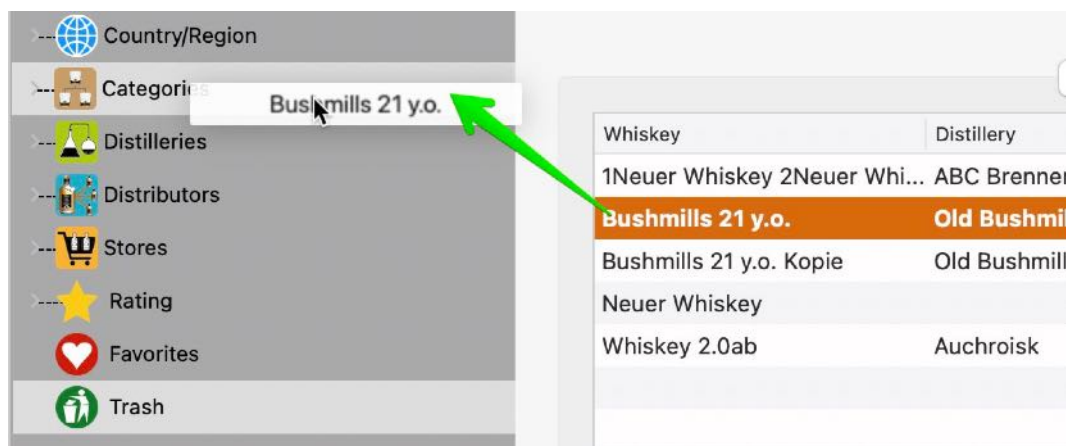 Country/Region
Categories
Bushmills 21 y.o.
Distilleries
Distributors
Stores
Rating
Favorites
Trash
Whiskey Distillery
1Neuer Whiskey 2Neuer Whi... ABC Brenner
Bushmills 21 y.o. Old Bushmil
Bushmills 21 y.o. Kopie Old Bushmill
Neuer Whiskey
Whiskey 2.0ab Auchroisk